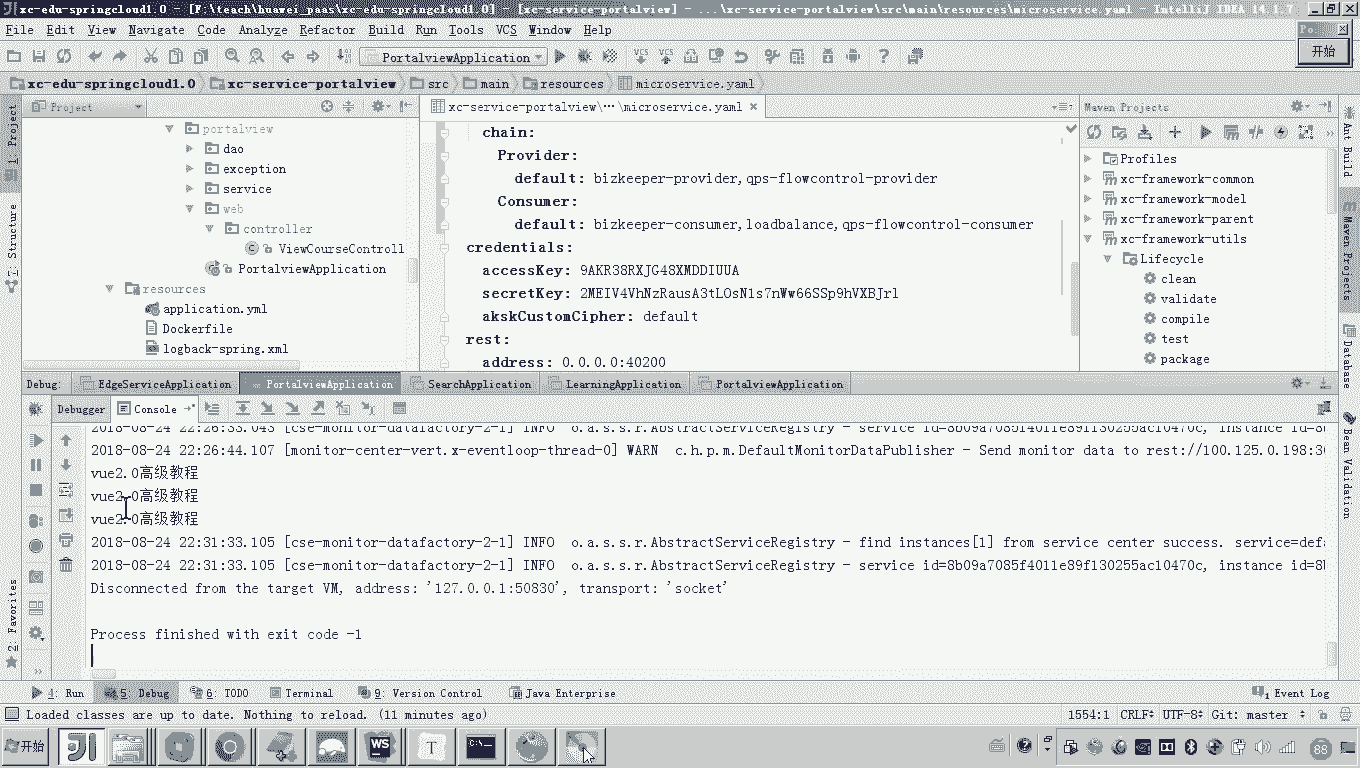 xc-edu-springcloud1.0 - [F:\teach\huawei_paas\xc-edu-springcloud1.0] - [xc-service-portalview] - ...\xc-service-portalview\src\main\resources\microservice.yaml - IntelliJ IDEA 14.1.7
File Edit View Navigate Code Analyze Refactor Build Run Tools VCS Window Help
开始
PortalviewApplication
xc-edu-springcloud1.0 xc-service-portalview src main resources microservice.yaml
Project
xc-service-portalview\…\microservice.yaml
Maven Projects
portalview
dao
exception
service
web
controller
ViewCourseControll
PortalviewApplication
resources
application.yml
Dockerfile
logback-spring.xml
chain:
Provider:
default: bizkeeper-provider,qps-flowcontrol-provider
Consumer:
default: bizkeeper-consumer,loadbalance,qps-flowcontrol-consumer
credentials:
accessKey: 9AKR38RXJG48XMDDIUUA
secretKey: 2MEIV4VhNzRausA3tLOsN1s7nWw66SSp9hVXBJrl
akskCustomCipher: default
rest:
address: 0.0.0.0:40200
Profiles
xc-framework-common
xc-framework-model
xc-framework-parent
xc-framework-utils
Lifecycle
clean
validate
compile
test
package
1: Project
7: Structure
2: Favorites
Ant Build
Maven Projects
Database
Bean Validation
Debug: EdgeServiceApplication PortalviewApplication SearchApplication LearningApplication PortalviewApplication
Debugger Console
2018-08-24 22:26:33.043 [cse-monitor-datafactory-2-1] INFO o.a.s.s.r.AbstractServiceRegistry - service id=8b09a7085f4011e89f130255ac10470c, instance id=8
2018-08-24 22:26:44.107 [monitor-center-vert.x-eventloop-thread-0] WARN c.h.p.m.DefaultMonitorDataPublisher - Send monitor data to rest://100.125.0.198:30
vue2.0高级教程
vue2.0高级教程
vue2.0高级教程
2018-08-24 22:31:33.105 [cse-monitor-datafactory-2-1] INFO o.a.s.s.r.AbstractServiceRegistry - find instances[1] from service center success. service=def
2018-08-24 22:31:33.105 [cse-monitor-datafactory-2-1] INFO o.a.s.s.r.AbstractServiceRegistry - service id=8b09a7085f4011e89f130255ac10470c, instance id=8
Disconnected from the target VM, address: '127.0.0.1:50830', transport: 'socket'
Process finished with exit code -1
4: Run 5: Debug 6: TODO Terminal 9: Version Control Java Enterprise 1 Event Log
Loaded classes are up to date. Nothing to reload. (11 minutes ago) 1554:1 CRLF UTF-8 Git: master
开始 WS T 88